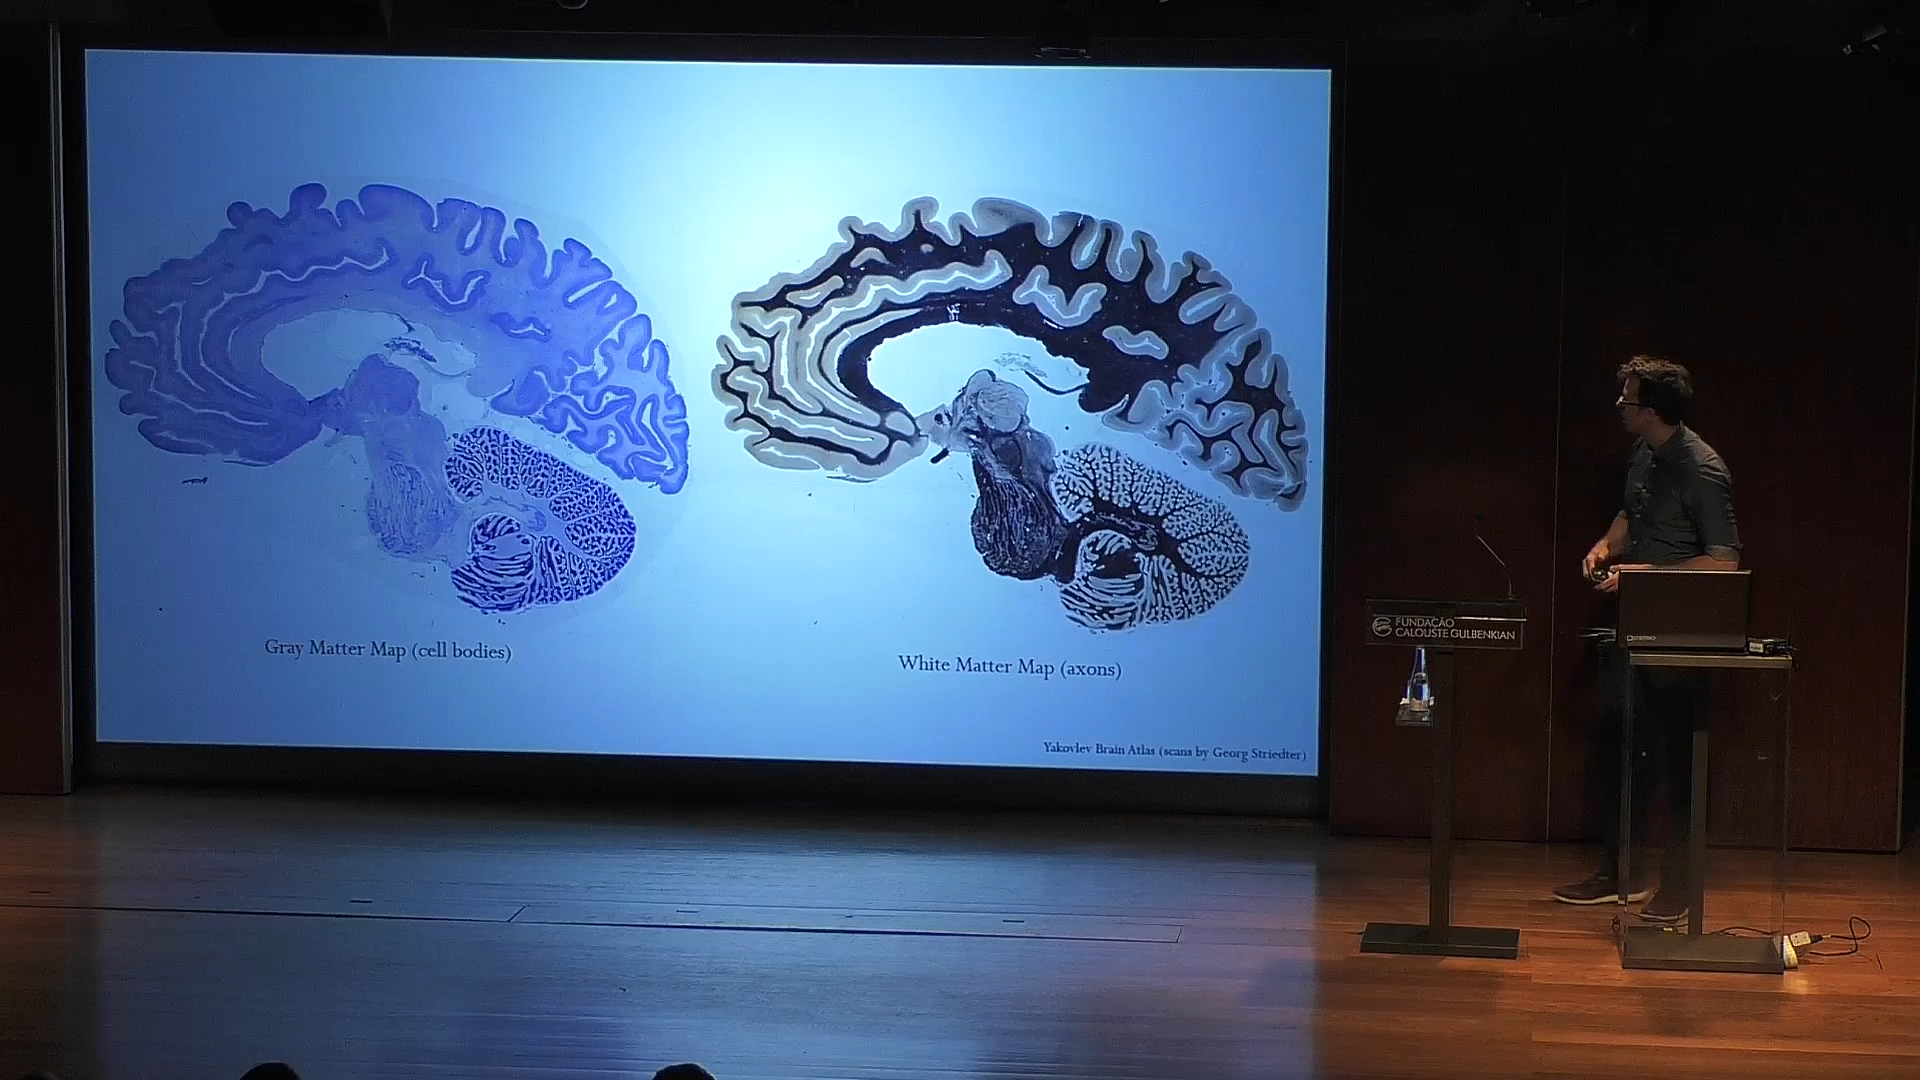 Gray Matter Map (cell bodies)
White Matter Map (axons)
Yakovlev Brain Atlas (scans by Georg Striedter)
FUNDAÇÃO
CALOUSTE GULBENKIAN